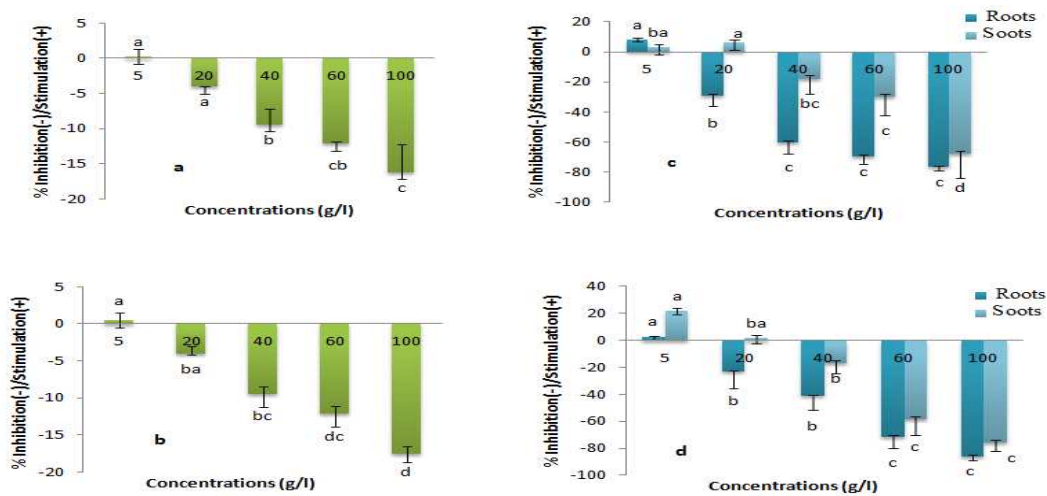 % Inhibition(-)/Stimulation(+)
5
0
-5
-10
-15
-20
a
a
b
cb
c
5 20 40 60 100
a
Concentrations (g/l)
% Inhibition(-)/Stimulation(+)
20
0
-20
-40
-60
-80
-100
Roots
Soots
a ba
b a
c bc
c c
c d
5 20 40 60 100
c
Concentrations (g/l)
% Inhibition(-)/Stimulation(+)
5
0
-5
-10
-15
-20
a
ba
bc
dc
d
5 20 40 60 100
b
Concentrations (g/l)
% Inhibition(-)/Stimulation(+)
40
20
0
-20
-40
-60
-80
-100
Roots
Soots
a a
b ba
b b
c c
c c
5 20 40 60 100
d
Concentrations (g/l)